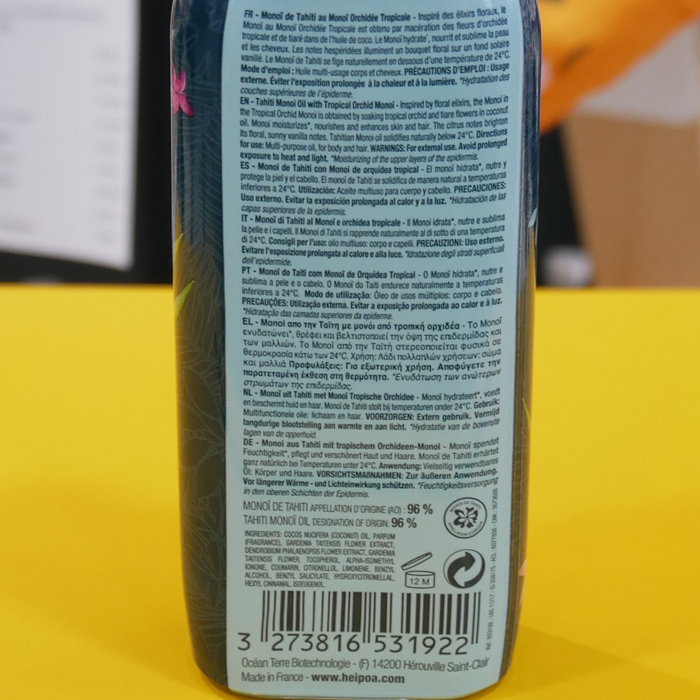 FR - Monoï de Tahiti au Monoï Orchidée Tropicale - Inspiré des élixirs floraux, le
Monoï au Monoï Orchidée Tropicale est obtenu par macération des fleurs d'orchidée
tropicale et de tiaré dans de l'huile de coco. Le Monoï hydrate*, nourrit et sublime la peau
et les cheveux. Les notes hespéridées illuminent un bouquet floral sur un fond solaire
vanillé. Le Monoï de Tahiti se fige naturellement en dessous d'une température de 24°C.
Mode d'emploi : Huile multi-usage corps et cheveux. PRÉCAUTIONS D'EMPLOI : Usage
externe. Éviter l'exposition prolongée à la chaleur et à la lumière. *Hydratation des
couches supérieures de l'épiderme.
EN - Tahiti Monoi Oil with Tropical Orchid Monoi - Inspired by floral elixirs, the Monoi in
the Tropical Orchid Monoi is obtained by soaking tropical orchid and tiare flowers in coconut
oil. Monoi moisturizes*, nourishes and enhances skin and hair. The citrus notes brighten
its floral, sunny vanilla notes. Tahitian Monoi oil solidifies naturally below 24°C. Directions
for use: Multi-purpose oil, for body and hair. WARNINGS: For external use. Avoid prolonged
exposure to heat and light. *Moisturizing of the upper layers of the epidermis.
ES - Monoï de Tahití con Monoï de orquídea tropical - El monoï hidrata*, nutre y
protege la piel y el cabello. El monoï de Tahití se solidifica de manera natural a temperaturas
inferiores a 24°C. Utilización: Aceite multiuso para cuerpo y cabello. PRECAUCIONES:
Uso externo. Evitar la exposición prolongada al calor y a la luz. *Hidratación de las
capas superiores de la epidermis.
IT - Monoï di Tahiti al Monoï e orchidea tropicale - Il Monoï idrata*, nutre e sublima
la pelle e i capelli. Il Monoï di Tahiti si rapprende naturalmente al di sotto di una temperatura
di 24°C. Consigli per l'uso: olio multiuso: corpo e capelli. PRECAUZIONI: Uso esterno.
Evitare l'esposizione prolungata al calore e alla luce. *Idratazione degli strati superficiali
dell'epidermide.
PT - Monoï de Taiti com Monoï de Orquídea Tropical - O Monoï hidrata*, nutre e
sublima a pele e o cabelo. O Monoï do Taiti endurece naturalmente a temperaturas
inferiores a 24°C. Modo de utilização: Óleo de usos múltiplos: corpo e cabelo.
PRECAUÇÕES: Utilização externa. Evitar a exposição prolongada ao calor e à luz.
*Hidratação das camadas superiores da epiderme.
EL - Μονοϊ απο την Ταϊτη με μονόι από τροπική ορχιδέα - Το Μονοϊ
ενυδατώνει*, θρέφει και βελτιστοποιεί την όψη της επιδερμίδας και
των μαλλιών. Το Μονοϊ από την Ταϊτή στερεοποιείται φυσικά σε
θερμοκρασία κάτω των 24°C. Χρήση: Λάδι πολλαπλών χρήσεων: σώμα
και μαλλιά Προφυλάξεις: Για εξωτερική χρήση. Αποφύγετε την
παρατεταμένη έκθεση στη θερμότητα. *Ενυδάτωση των ανώτερων
στρωμάτων της επιδερμίδας.
NL - Monoï uit Tahiti met Monoï Tropische Orchidee - Monoï hydrateert*, voedt
en beschermt huid en haar. Monoï de Tahiti stolt bij temperaturen onder 24°C. Gebruik:
Multifunctionele olie: lichaam en haar. VOORZORGEN: Extern gebruik. Vermijd
langdurige blootstelling aan warmte en aan licht. *Hydratatie van de bovenste
lagen van de opperhuid.
DE - Monoï aus Tahiti mit tropischem Orchideen-Monoï - Monoï spendet
Feuchtigkeit*, pflegt und verschönert Haut und Haare. Monoï de Tahiti erhärtet
ganz natürlich bei Temperaturen unter 24°C. Anwendung: Vielseitig verwendbares
Öl: Körper und Haare. VORSICHTSMAßNAHMEN: Zur äußeren Anwendung.
Vor längerer Wärme- und Lichteinwirkung schützen. *Feuchtigkeitsversorgung
in den oberen Schichten der Epidermis.
MONOÏ DE TAHITI APPELLATION D'ORIGINE (AO) : 96 %
TAHITI MONOÏ OIL DESIGNATION OF ORIGIN: 96 %
INGREDIENTS: COCOS NUCIFERA (COCONUT) OIL, PARFUM
(FRAGRANCE), GARDENIA TAITENSIS FLOWER EXTRACT,
DENDROBIUM PHALAENOPSIS FLOWER EXTRACT, GARDENIA
TAITENSIS FLOWER, TOCOPHEROL, ALPHA-ISOMETHYL
IONONE, COUMARIN, CITRONELLOL, LIMONENE, BENZYL
ALCOHOL, BENZYL SALICYLATE, HYDROXYCITRONELLAL,
HEXYL CINNAMAL, ISOEUGENOL.
12 M
3 273816 531922
Océan Terre Biotechnologie - (F) 14200 Hérouville Saint-Clair
Made in France - www.heipoa.com